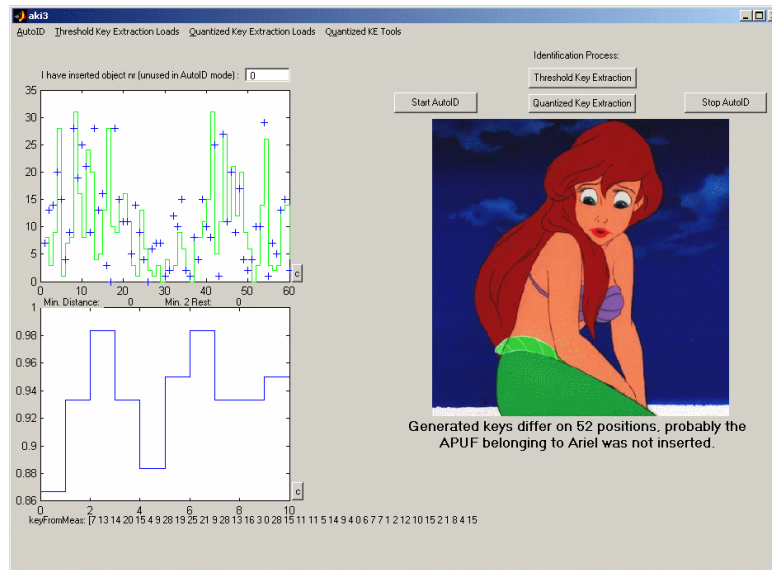 aki3
AutoID Threshold Key Extraction Loads Quantized Key Extraction Loads Quantized KE Tools
Identification Process:
I have inserted object nr (unused in AutoID mode) : 0
Threshold Key Extraction
Start AutoID Quantized Key Extraction Stop AutoID
35
30
25
20
15
10
5
0
0 10 20 30 40 50 60
c
Min. Distance: 0 Min. 2 Rest: 0
1
0.98
0.96
0.94
0.92
0.9
0.88
0.86
0 2 4 6 8 10
c
Generated keys differ on 52 positions, probably the
APUF belonging to Ariel was not inserted.
keyFromMeas: [7 13 14 20 15 4 9 28 19 25 21 9 28 13 16 3 0 28 15 11 11 5 14 9 4 0 6 7 7 1 2 12 10 15 2 1 8 4 15